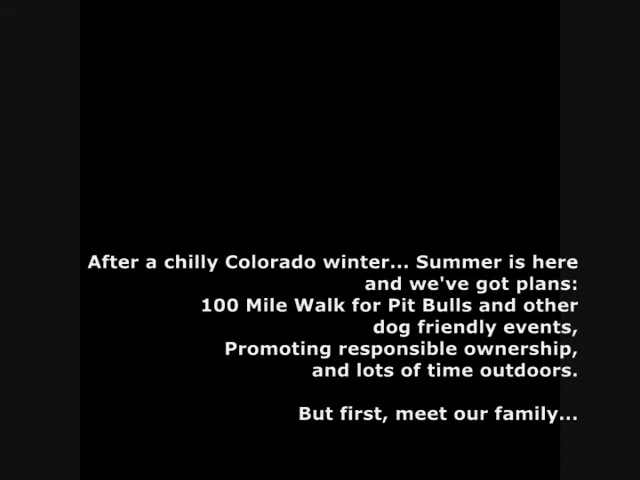 After a chilly Colorado winter... Summer is here
and we've got plans:
100 Mile Walk for Pit Bulls and other
dog friendly events,
Promoting responsible ownership,
and lots of time outdoors.
But first, meet our family...